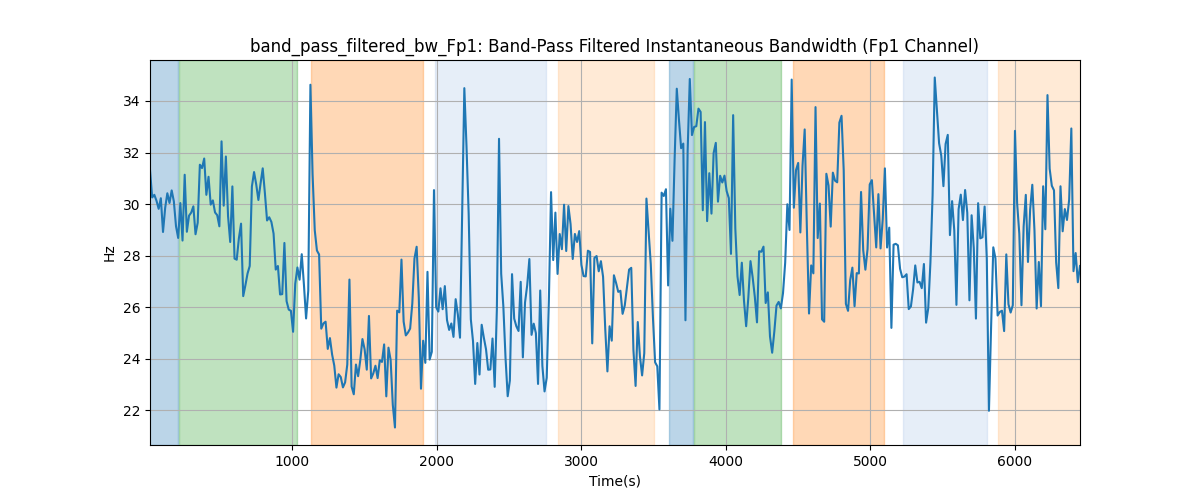 band_pass_filtered_bw_Fp1: Band-Pass Filtered Instantaneous Bandwidth (Fp1 Channel)
34
32
30
28
26
24
22
Hz
1000 2000 3000 4000 5000 6000
Time(s)